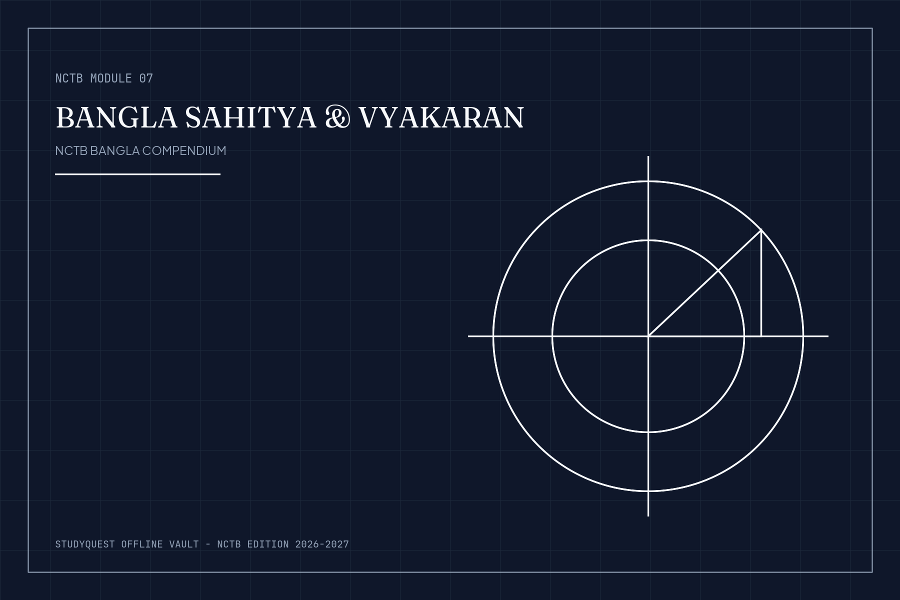 NCTB MODULE 07
BANGLA SAHITYA & VYAKARAN
NCTB BANGLA COMPENDIUM
STUDYQUEST OFFLINE VAULT - NCTB EDITION 2026-2027